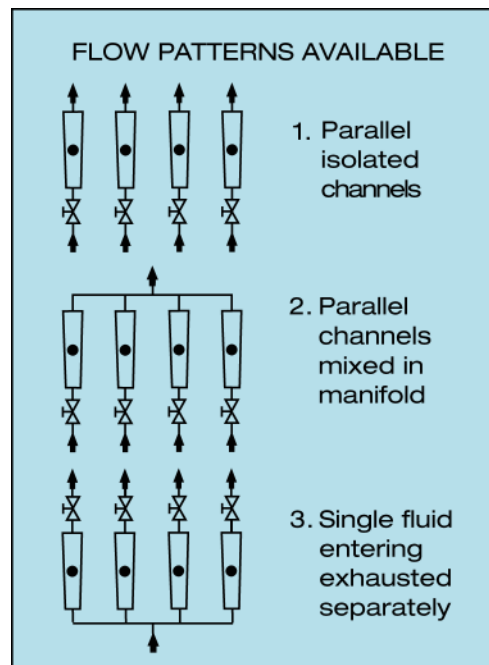 FLOW PATTERNS AVAILABLE
1. Parallel
isolated
channels
2. Parallel
channels
mixed in
manifold
3. Single fluid
entering
exhausted
separately